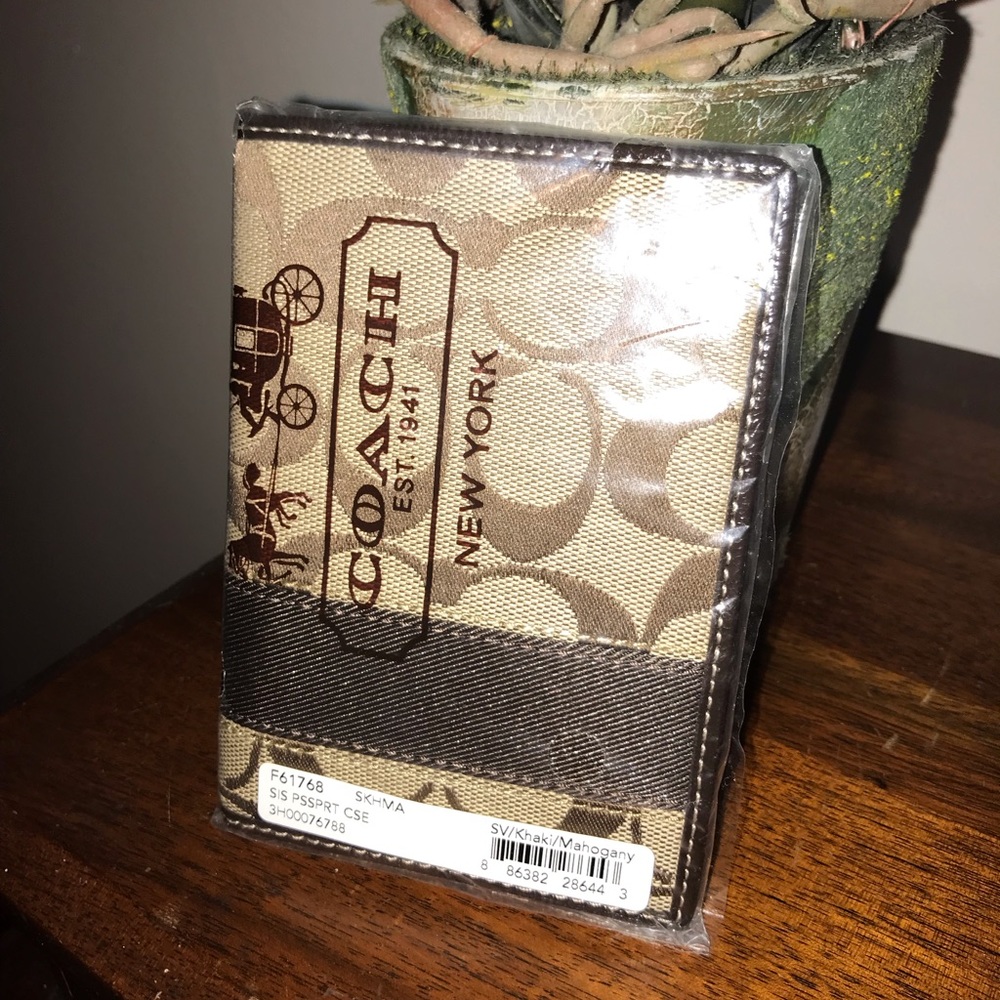 COACH
EST. 1941
NEW YORK
F61768 SKHMA
SIS PSSPRT CSE
3H00076788
SV/Khaki/Mahogany
8 86382 28644 3